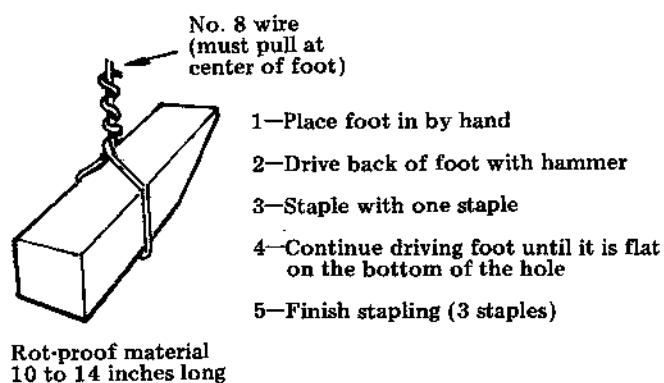 No. 8 wire
(must pull at
center of foot)
1—Place foot in by hand
2—Drive back of foot with hammer
3—Staple with one staple
4—Continue driving foot until it is flat
on the bottom of the hole
5—Finish stapling (3 staples)
Rot-proof material
10 to 14 inches long